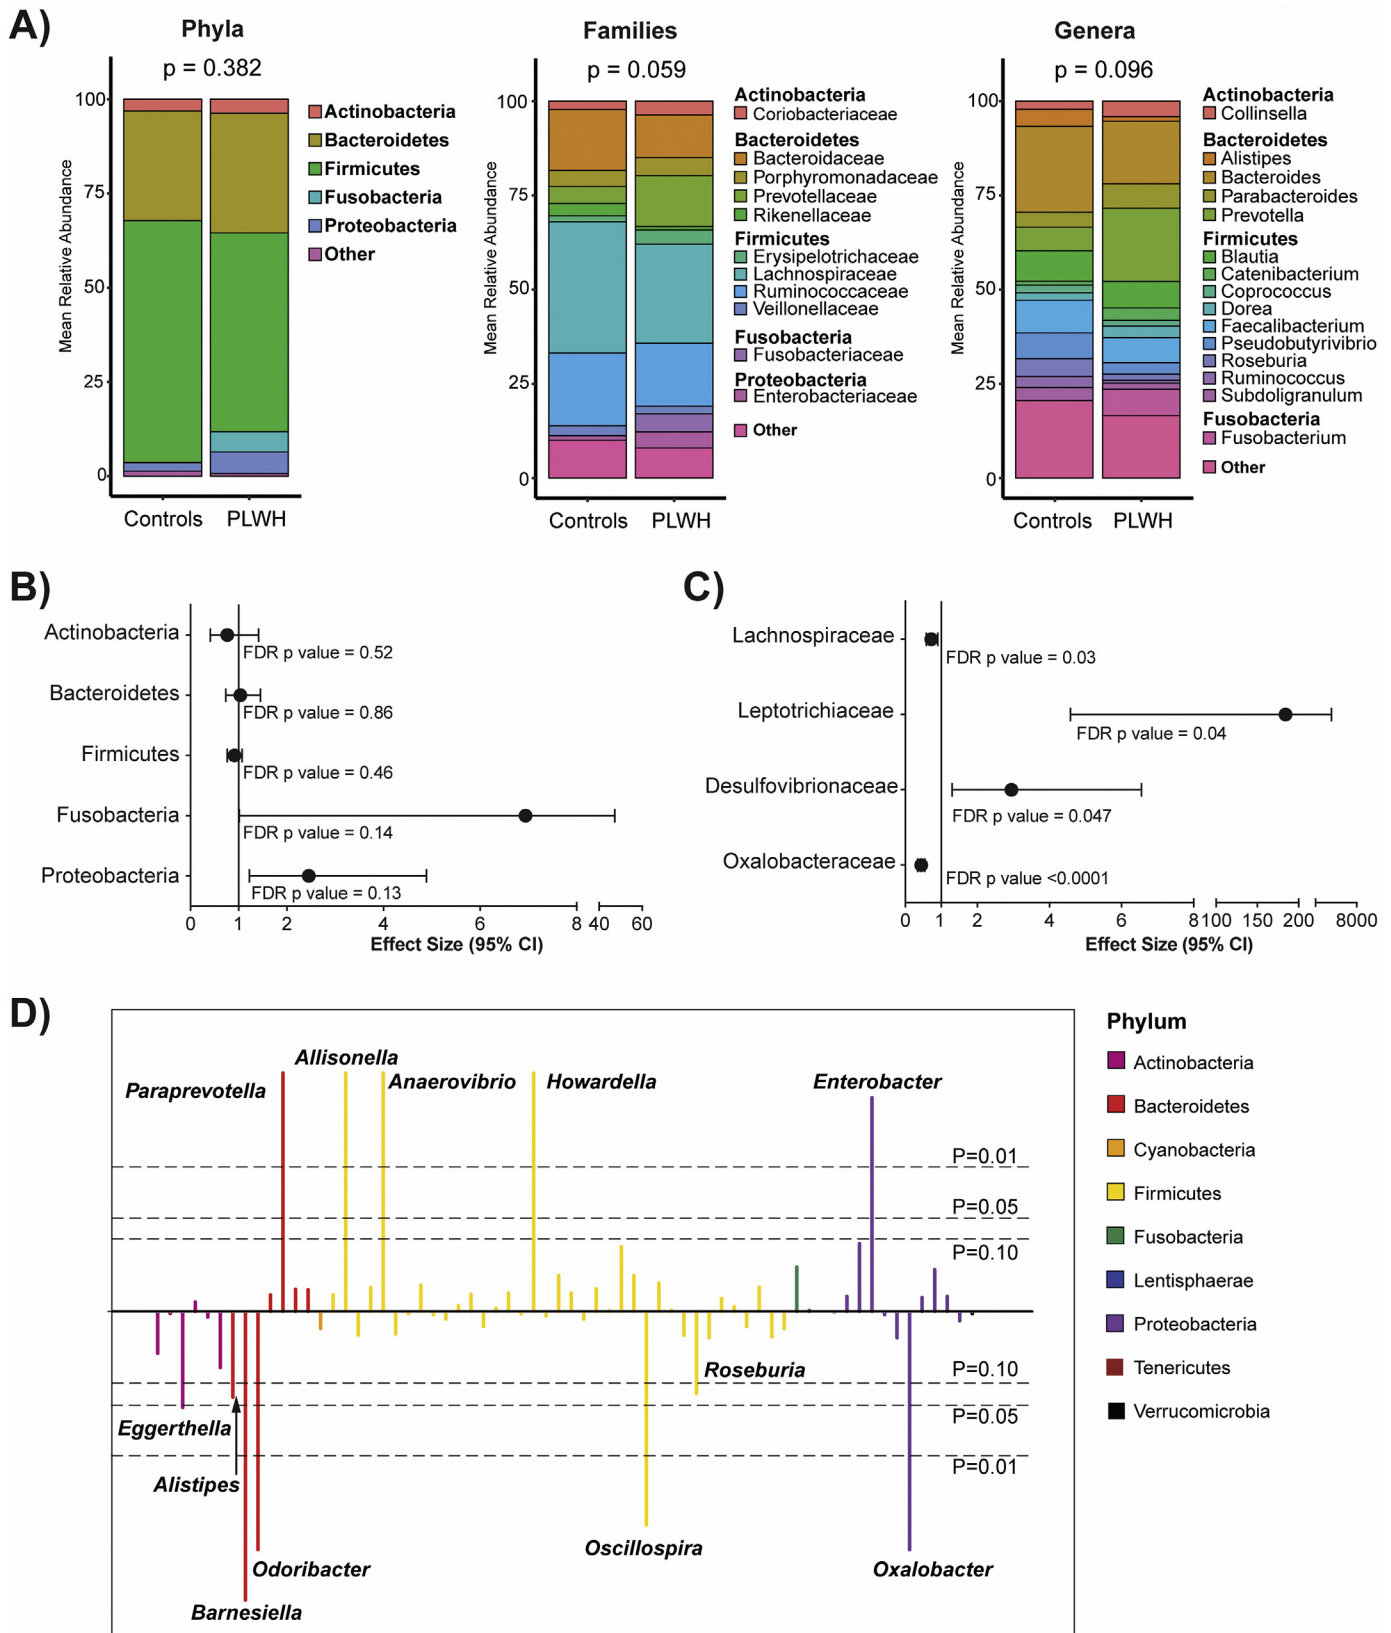 A)
Phyla
p = 0.382
Mean Relative Abundance
100
75
50
25
0
Controls
PLWH
Actinobacteria
Bacteroidetes
Firmicutes
Fusobacteria
Proteobacteria
Other
Families
p = 0.059
Mean Relative Abundance
100
75
50
25
0
Controls
PLWH
Actinobacteria
Coriobacteriaceae
Bacteroidetes
Bacteroidaceae
Porphyromonadaceae
Prevotellaceae
Rikenellaceae
Firmicutes
Erysipelotrichaceae
Lachnospiraceae
Ruminococcaceae
Veillonellaceae
Fusobacteria
Fusobacteriaceae
Proteobacteria
Enterobacteriaceae
Other
Genera
p = 0.096
Mean Relative Abundance
100
75
50
25
0
Controls
PLWH
Actinobacteria
Collinsella
Bacteroidetes
Alistipes
Bacteroides
Parabacteroides
Prevotella
Firmicutes
Blautia
Catenibacterium
Coprococcus
Dorea
Faecalibacterium
Pseudobutyrivibrio
Roseburia
Ruminococcus
Subdoligranulum
Fusobacteria
Fusobacterium
Other
B)
Actinobacteria
FDR p value = 0.52
Bacteroidetes
FDR p value = 0.86
Firmicutes
FDR p value = 0.46
Fusobacteria
FDR p value = 0.14
Proteobacteria
FDR p value = 0.13
0 1 2 4 6 8 40 60
Effect Size (95% CI)
C)
Lachnospiraceae
FDR p value = 0.03
Leptotrichiaceae
FDR p value = 0.04
Desulfovibrionaceae
FDR p value = 0.047
Oxalobacteraceae
FDR p value <0.0001
0 1 2 4 6 8 100 150 200 8000
Effect Size (95% CI)
D)
Allisonella
Paraprevotella
Anaerovibrio
Howardella
Enterobacter
P=0.01
P=0.05
P=0.10
Roseburia
P=0.10
P=0.05
P=0.01
Eggerthella
Alistipes
Oscillospira
Odoribacter
Oxalobacter
Barnesiella
Phylum
Actinobacteria
Bacteroidetes
Cyanobacteria
Firmicutes
Fusobacteria
Lentisphaerae
Proteobacteria
Tenericutes
Verrucomicrobia